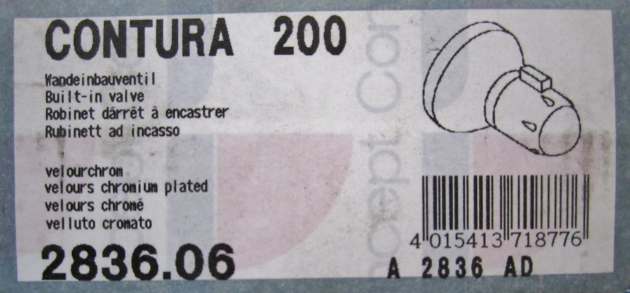 CONTURA 200
Wandeinbauventil
Built-in valve
Robinet dárrêt à encastrer
Rubinett ad incasso
velourchrom
velours chromium plated
velours chromé
velluto cromato
2836.06
4 015413 718776
A 2836 AD